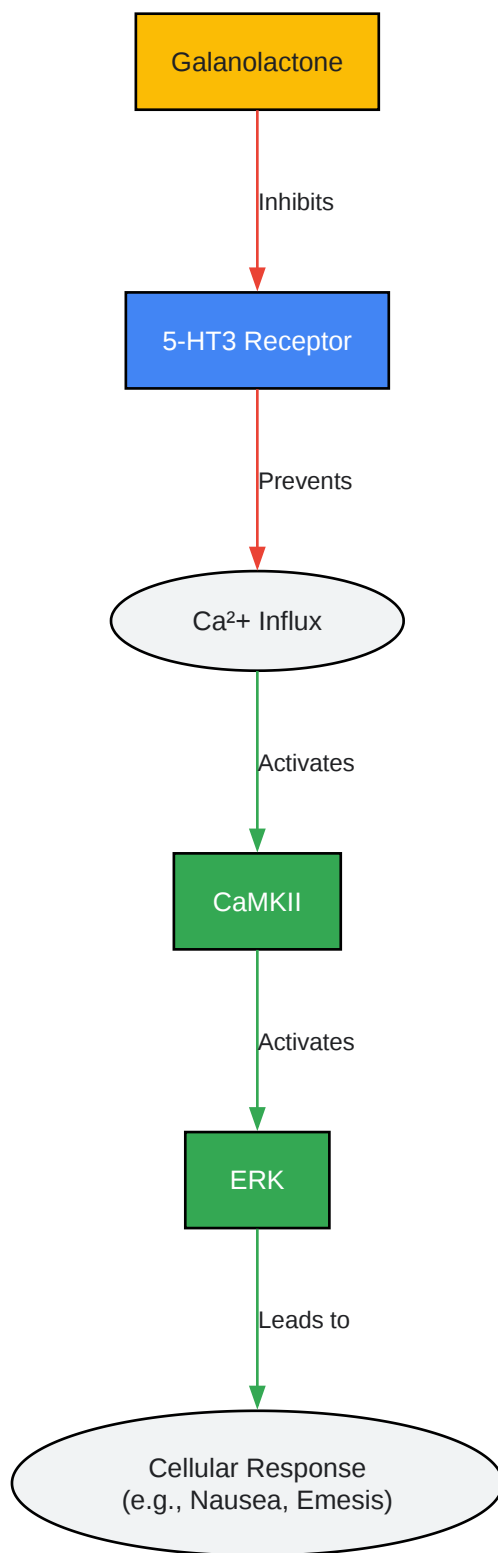 Galanolactone
Inhibits
5-HT3 Receptor
Prevents
Ca²+ Influx
Activates
CaMKII
Activates
ERK
Leads to
Cellular Response
(e.g., Nausea, Emesis)